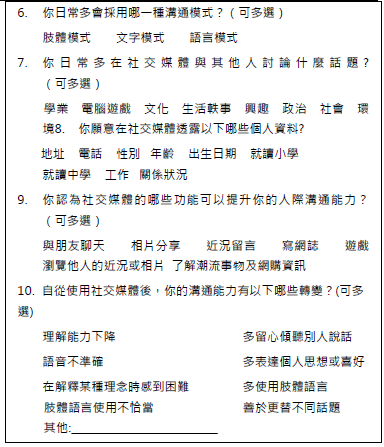 6. 你日常多會採用哪一種溝通模式？（可多選）
肢體模式 文字模式 語言模式
7. 你日常多在社交媒體與其他人討論什麼話題?
（可多選）
學業 電腦遊戲 文化 生活軼事 興趣 政治 社會 環
境8. 你願意在社交媒體透露以下哪些個人資料?
地址 電話 性別 年齡 出生日期 就讀小學
就讀中學 工作 關係狀況
9. 你認為社交媒體的哪些功能可以提升你的人際溝通能力？
（可多選）
與朋友聊天 相片分享 近況留言 寫網誌 遊戲
瀏覽他人的近況或相片 了解潮流事物及網購資訊
10. 自從使用社交媒體後，你的溝通能力有以下哪些轉變？(可多
選)
理解能力下降 多留心傾聽別人說話
語音不準確 多表達個人思想或喜好
在解釋某種理念時感到困難 多使用肢體語言
肢體語言使用不恰當 善於更替不同話題
其他:______________________